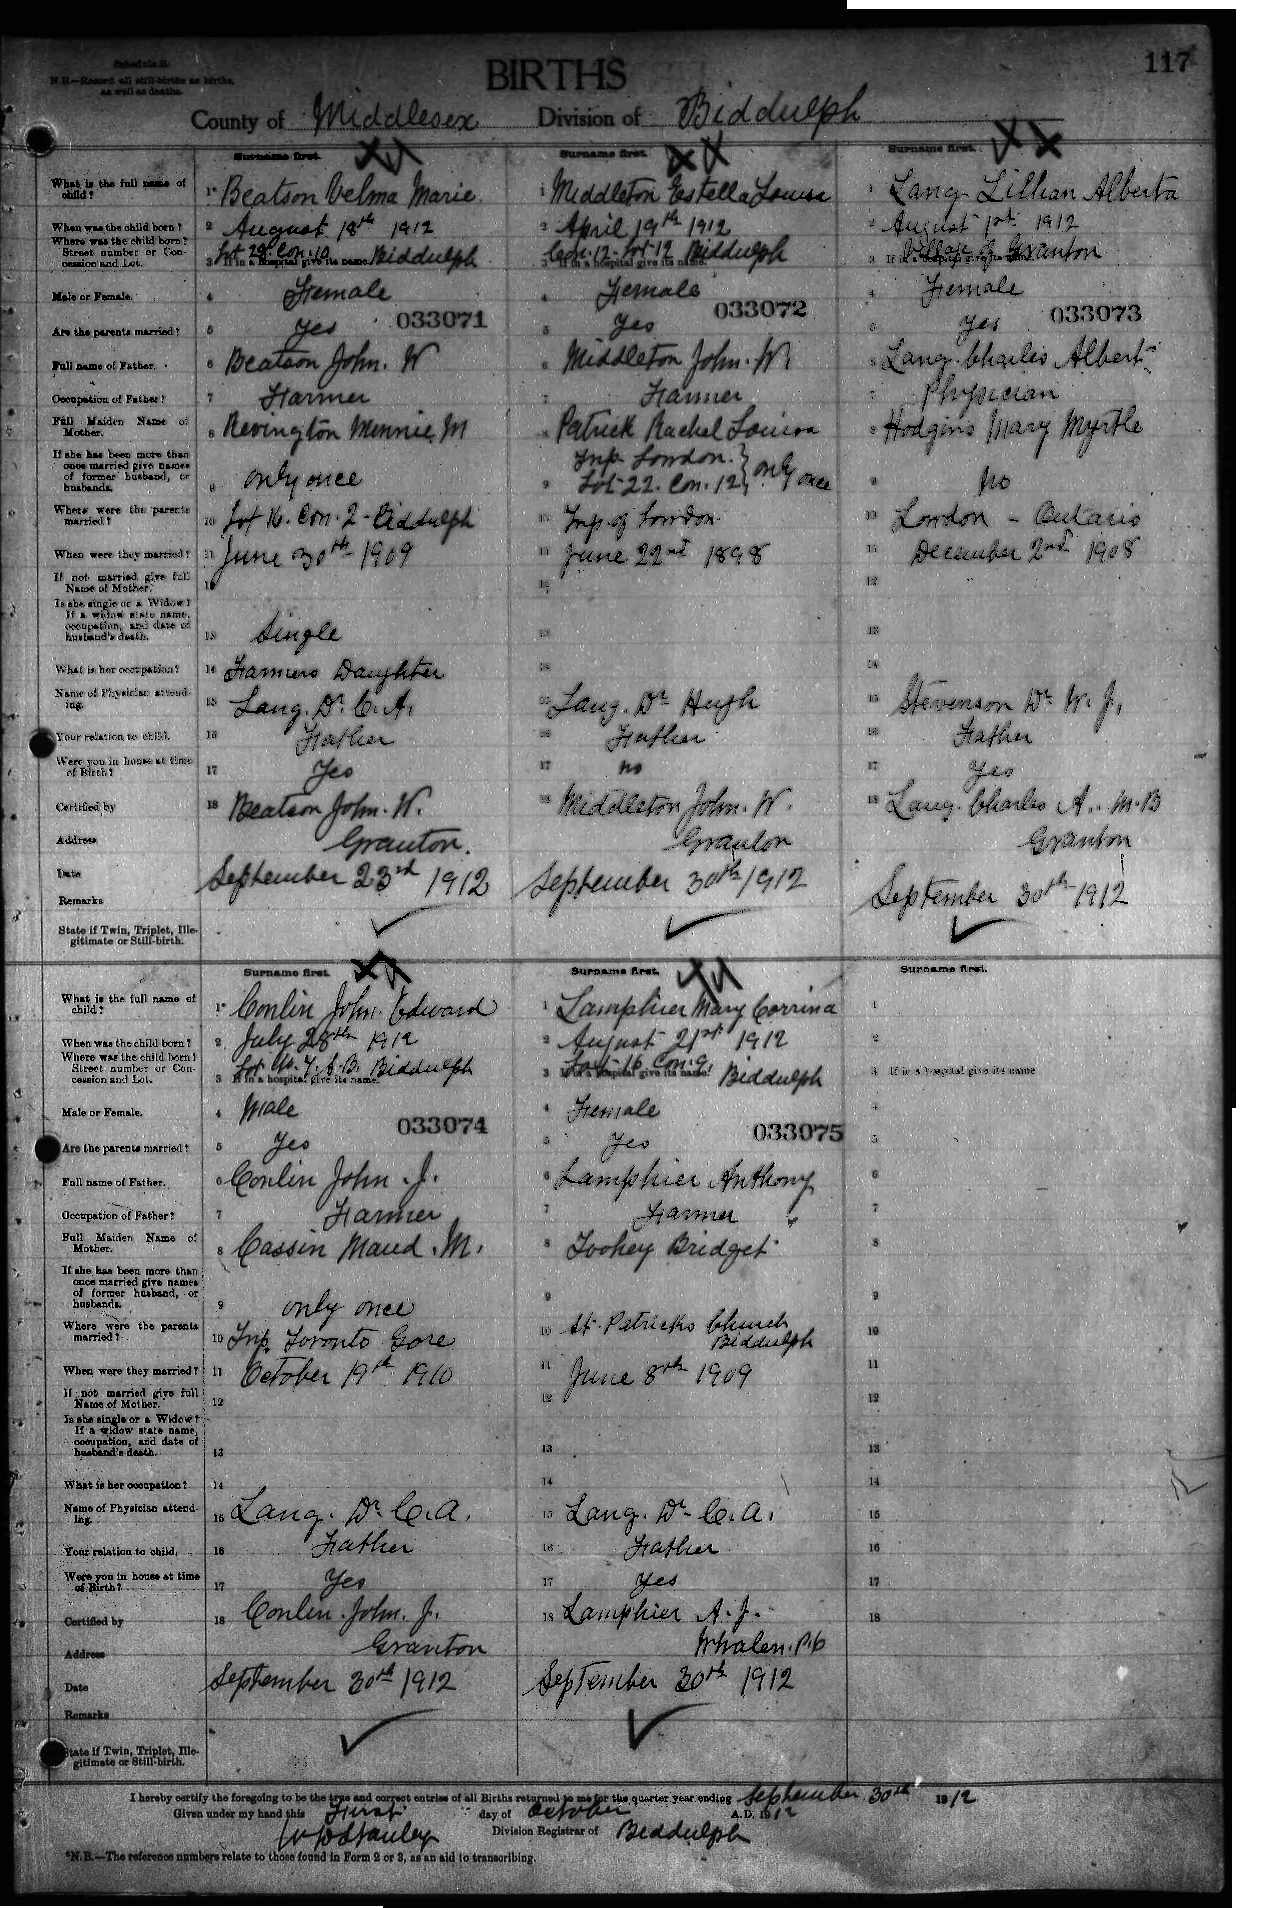 Schedule B.
N.B.—Record all still-births as births,
as well as deaths.
BIRTHS
117
County of Middlesex Division of Biddulph
Surname first. Surname first. Surname first.
What is the full name of child? 1* Beatson Velma Marie 1 Middleton Estella Louisa 1 Lang Lillian Alberta
When was the child born? 2 August 18th 1912 2 April 19th 1912 2 August 1st 1912
Where was the child born? Street number or Concession and Lot. 3 If in a hospital give its name. Lot 28. Con. 10 Biddulph 3 If in a hospital give its name. Con. 12. Lot 12 Biddulph 3 If in a hospital give its name. Village of Granton
Male or Female. 4 Female 4 Female 4 Female
033071 033072 033073
Are the parents married? 5 Yes 5 Yes 5 Yes
Full name of Father. 6 Beatson John. W 6 Middleton John. W. 6 Lang. Charles Albert
Occupation of Father? 7 Farmer 7 Farmer 7 Physician
Full Maiden Name of Mother. 8 Revington Minnie M 8 Patrick Rachel Louisa 8 Hodgins Mary Myrtle
If she has been more than once married give names of former husband, or husbands. 9 only once 9 Tnp London. Lot 22. Con. 12 } only once 9 No
Where were the parents married? 10 Lot 16. Con. 2 - Biddulph 10 Tnp. of London. 10 London - Ontario
When were they married? 11 June 30th 1909 11 June 22nd 1898 11 December 2nd 1908
If not married give full Name of Mother. 12 12 12
Is she single or a Widow? If a widow state name, occupation, and date of husband's death. 13 Single 13 13
What is her occupation? 14 Farmers Daughter 14 14
Name of Physician attending. 15 Lang. Dr. C. A. 15 Lang. Dr Hugh 15 Stevenson Dr W. J.
Your relation to child. 16 Father 16 Father 16 Father
Were you in house at time of Birth? 17 Yes 17 no 17 Yes
Certified by 18 Beatson John. W. 18 Middleton John. W. 18 Lang. Charles A. M.B
Address Granton. Granton Granton
Date September 23rd 1912 September 30th 1912 September 30th 1912
Remarks
State if Twin, Triplet, Illegitimate or Still-birth.
Surname first. Surname first. Surname first.
What is the full name of child? 1* Conlin John. Edward 1 Lamphier Mary Corrina 1
When was the child born? 2 July 28th 1912 2 August 21st 1912 2
Where was the child born? Street number or Concession and Lot. 3 If in a hospital give its name. Biddulph 3 If in a hospital give its name. Lot 16 Con. 9. Biddulph 3 If in a hospital give its name
Male or Female. 4 Male 4 Female 4
033074 033075
Are the parents married? 5 Yes 5 Yes 5
Full name of Father. 6 Conlin John. J. 6 Lamphier Anthony 6
Occupation of Father? 7 Farmer 7 Farmer 7
Full Maiden Name of Mother. 8 Cassin Maud. M. 8 Toohey Bridget 8
If she has been more than once married give names of former husband, or husbands. 9 only once 9 9
Where were the parents married? 10 Tnp. Toronto Gore 10 St. Patricks Church Biddulph 10
When were they married? 11 October 19th 1910 11 June 8th 1909 11
If not married give full Name of Mother. 12 12 12
Is she single or a Widow? If a widow state name, occupation, and date of husband's death. 13 13 13
What is her occupation? 14 14 14
Name of Physician attending. 15 Lang. Dr C. A. 15 Lang. Dr C. A. 15
Your relation to child. 16 Father 16 Father 16
Were you in house at time of Birth? 17 Yes 17 Yes 17
Certified by 18 Conlin. John. J. 18 Lamphier A. J. 18
Address Granton Whalen. P.O
Date September 30th 1912 September 30th 1912
Remarks
State if Twin, Triplet, Illegitimate or Still-birth.
I hereby certify the foregoing to be the true and correct entries of all Births returned to me for the quarter year ending September 30th 1912
Given under my hand this First day of October A.D. 1912
Stanley Division Registrar of Biddulph
*N.B.—The reference numbers relate to those found in Form 2 or 3, as an aid to transcribing.